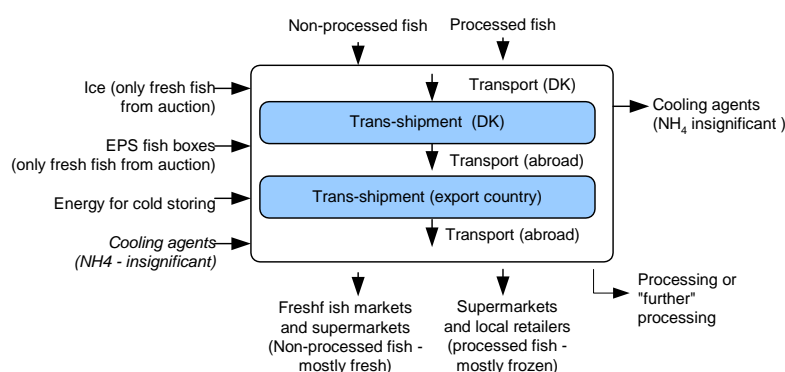 Non-processed fish
Processed fish
Ice (only fresh fish
from auction)
Transport (DK)
Cooling agents
(NH4 insignificant )
Trans-shipment (DK)
EPS fish boxes
(only fresh fish from auction)
Transport (abroad)
Energy for cold storing
Trans-shipment (export country)
Cooling agents
(NH4 - insignificant)
Transport (abroad)
Processing or
"further"
processing
Freshf ish markets
and supermarkets
(Non-processed fish -
mostly fresh)
Supermarkets
and local retailers
(processed fish -
mostly frozen)